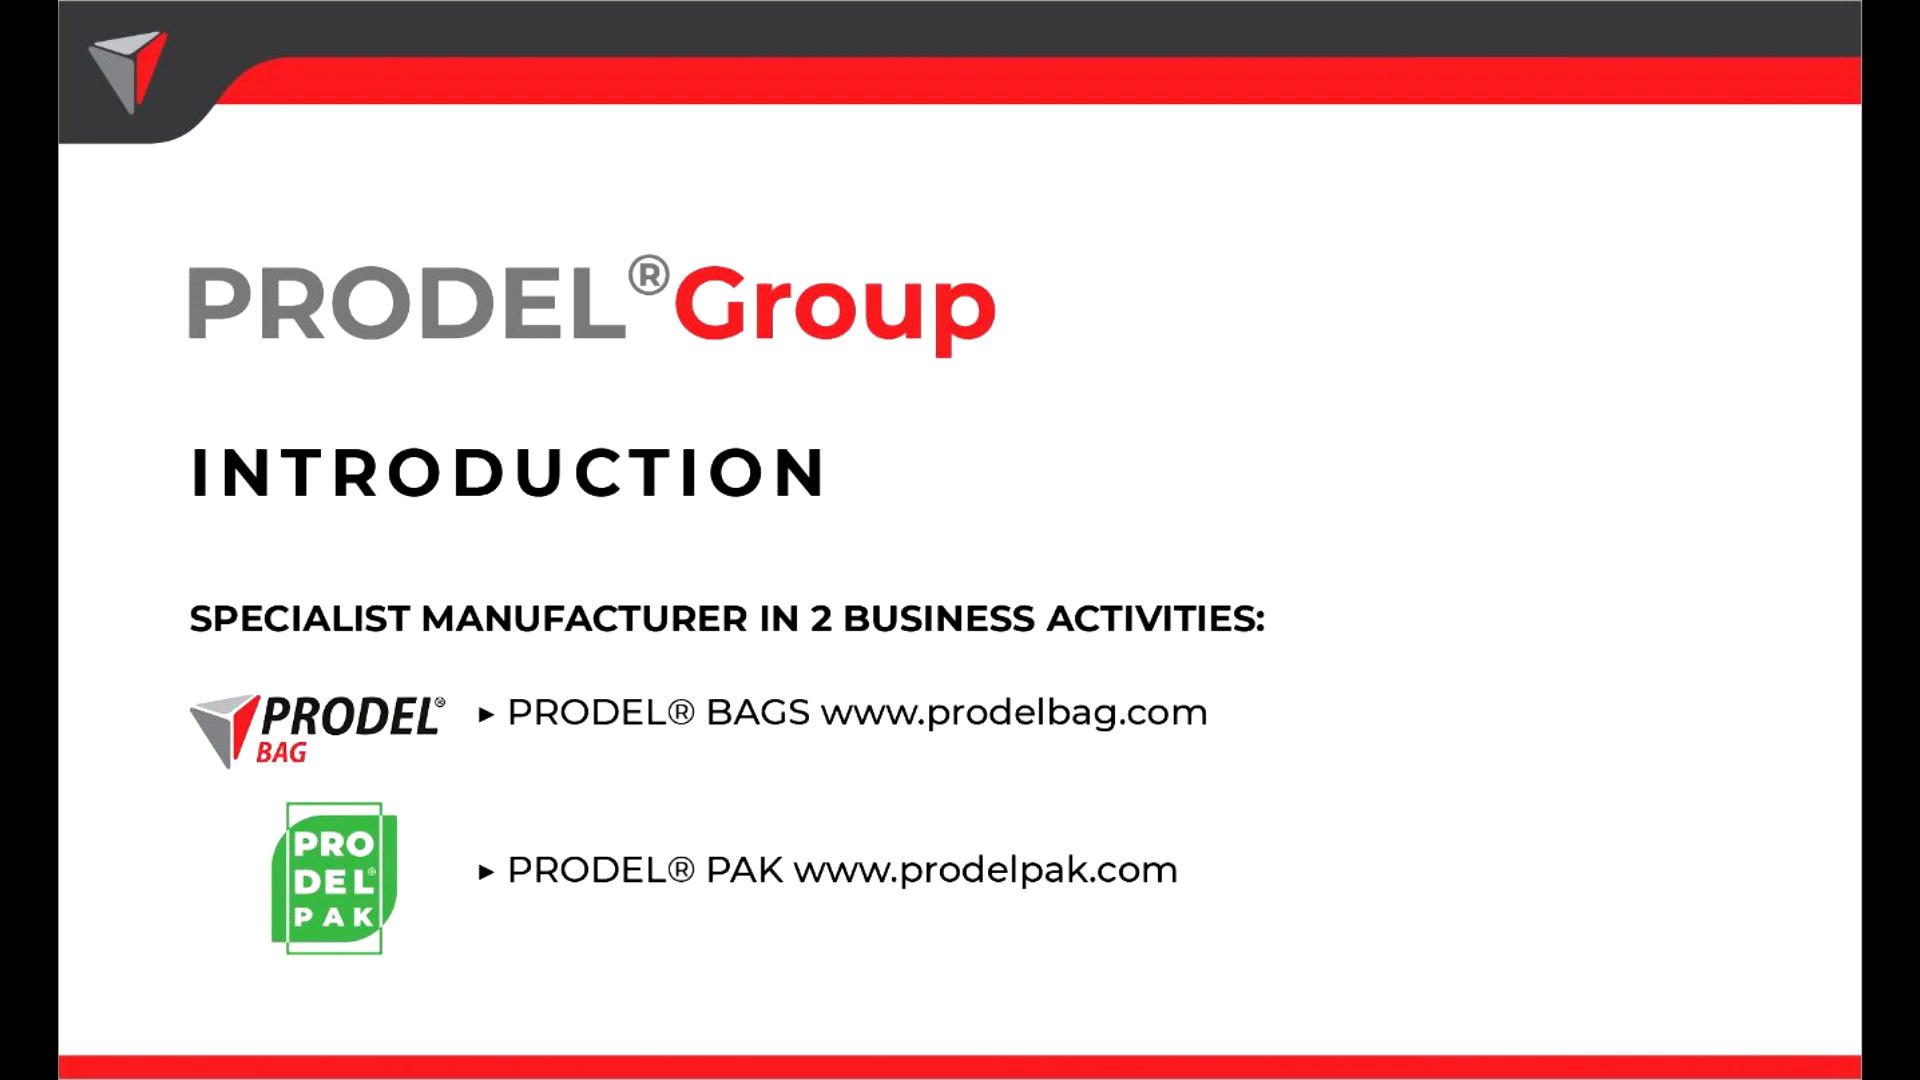 PRODEL®Group
INTRODUCTION
SPECIALIST MANUFACTURER IN 2 BUSINESS ACTIVITIES:
PRODEL®
BAG
▸ PRODEL® BAGS www.prodelbag.com
PRO
DEL®
PAK
▸ PRODEL® PAK www.prodelpak.com